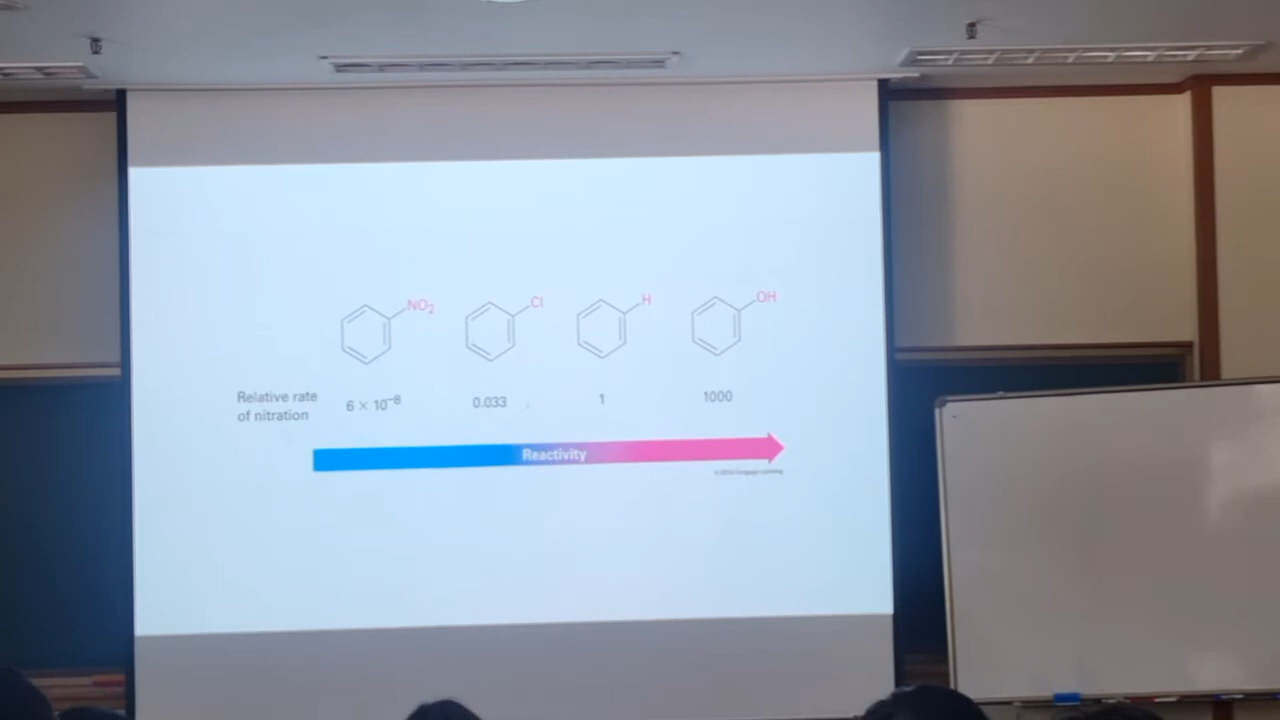 NO₂
Cl
H
OH
Relative rate
of nitration
6 × 10⁻⁸
0.033
1
1000
Reactivity